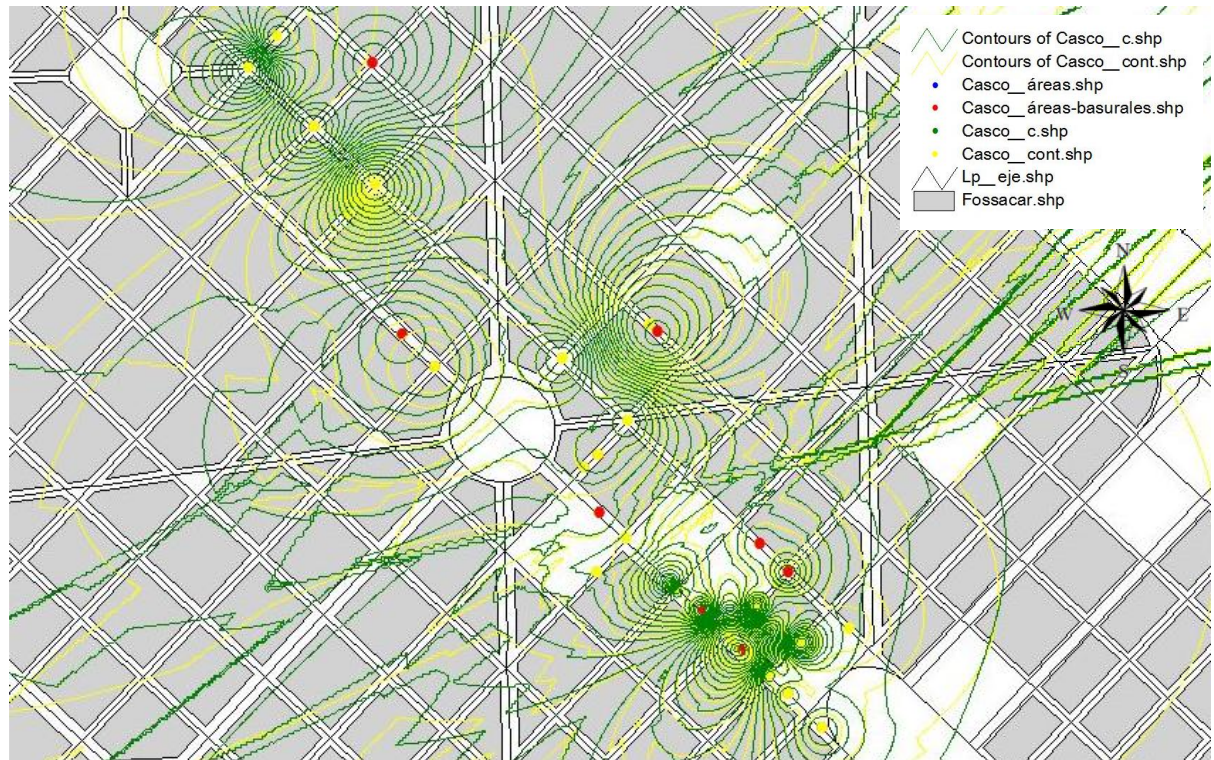 Contours of Casco__c.shp
Contours of Casco__cont.shp
Casco__áreas.shp
Casco__áreas-basurales.shp
Casco__c.shp
Casco__cont.shp
Lp__eje.shp
Fossacar.shp
N
W E
S